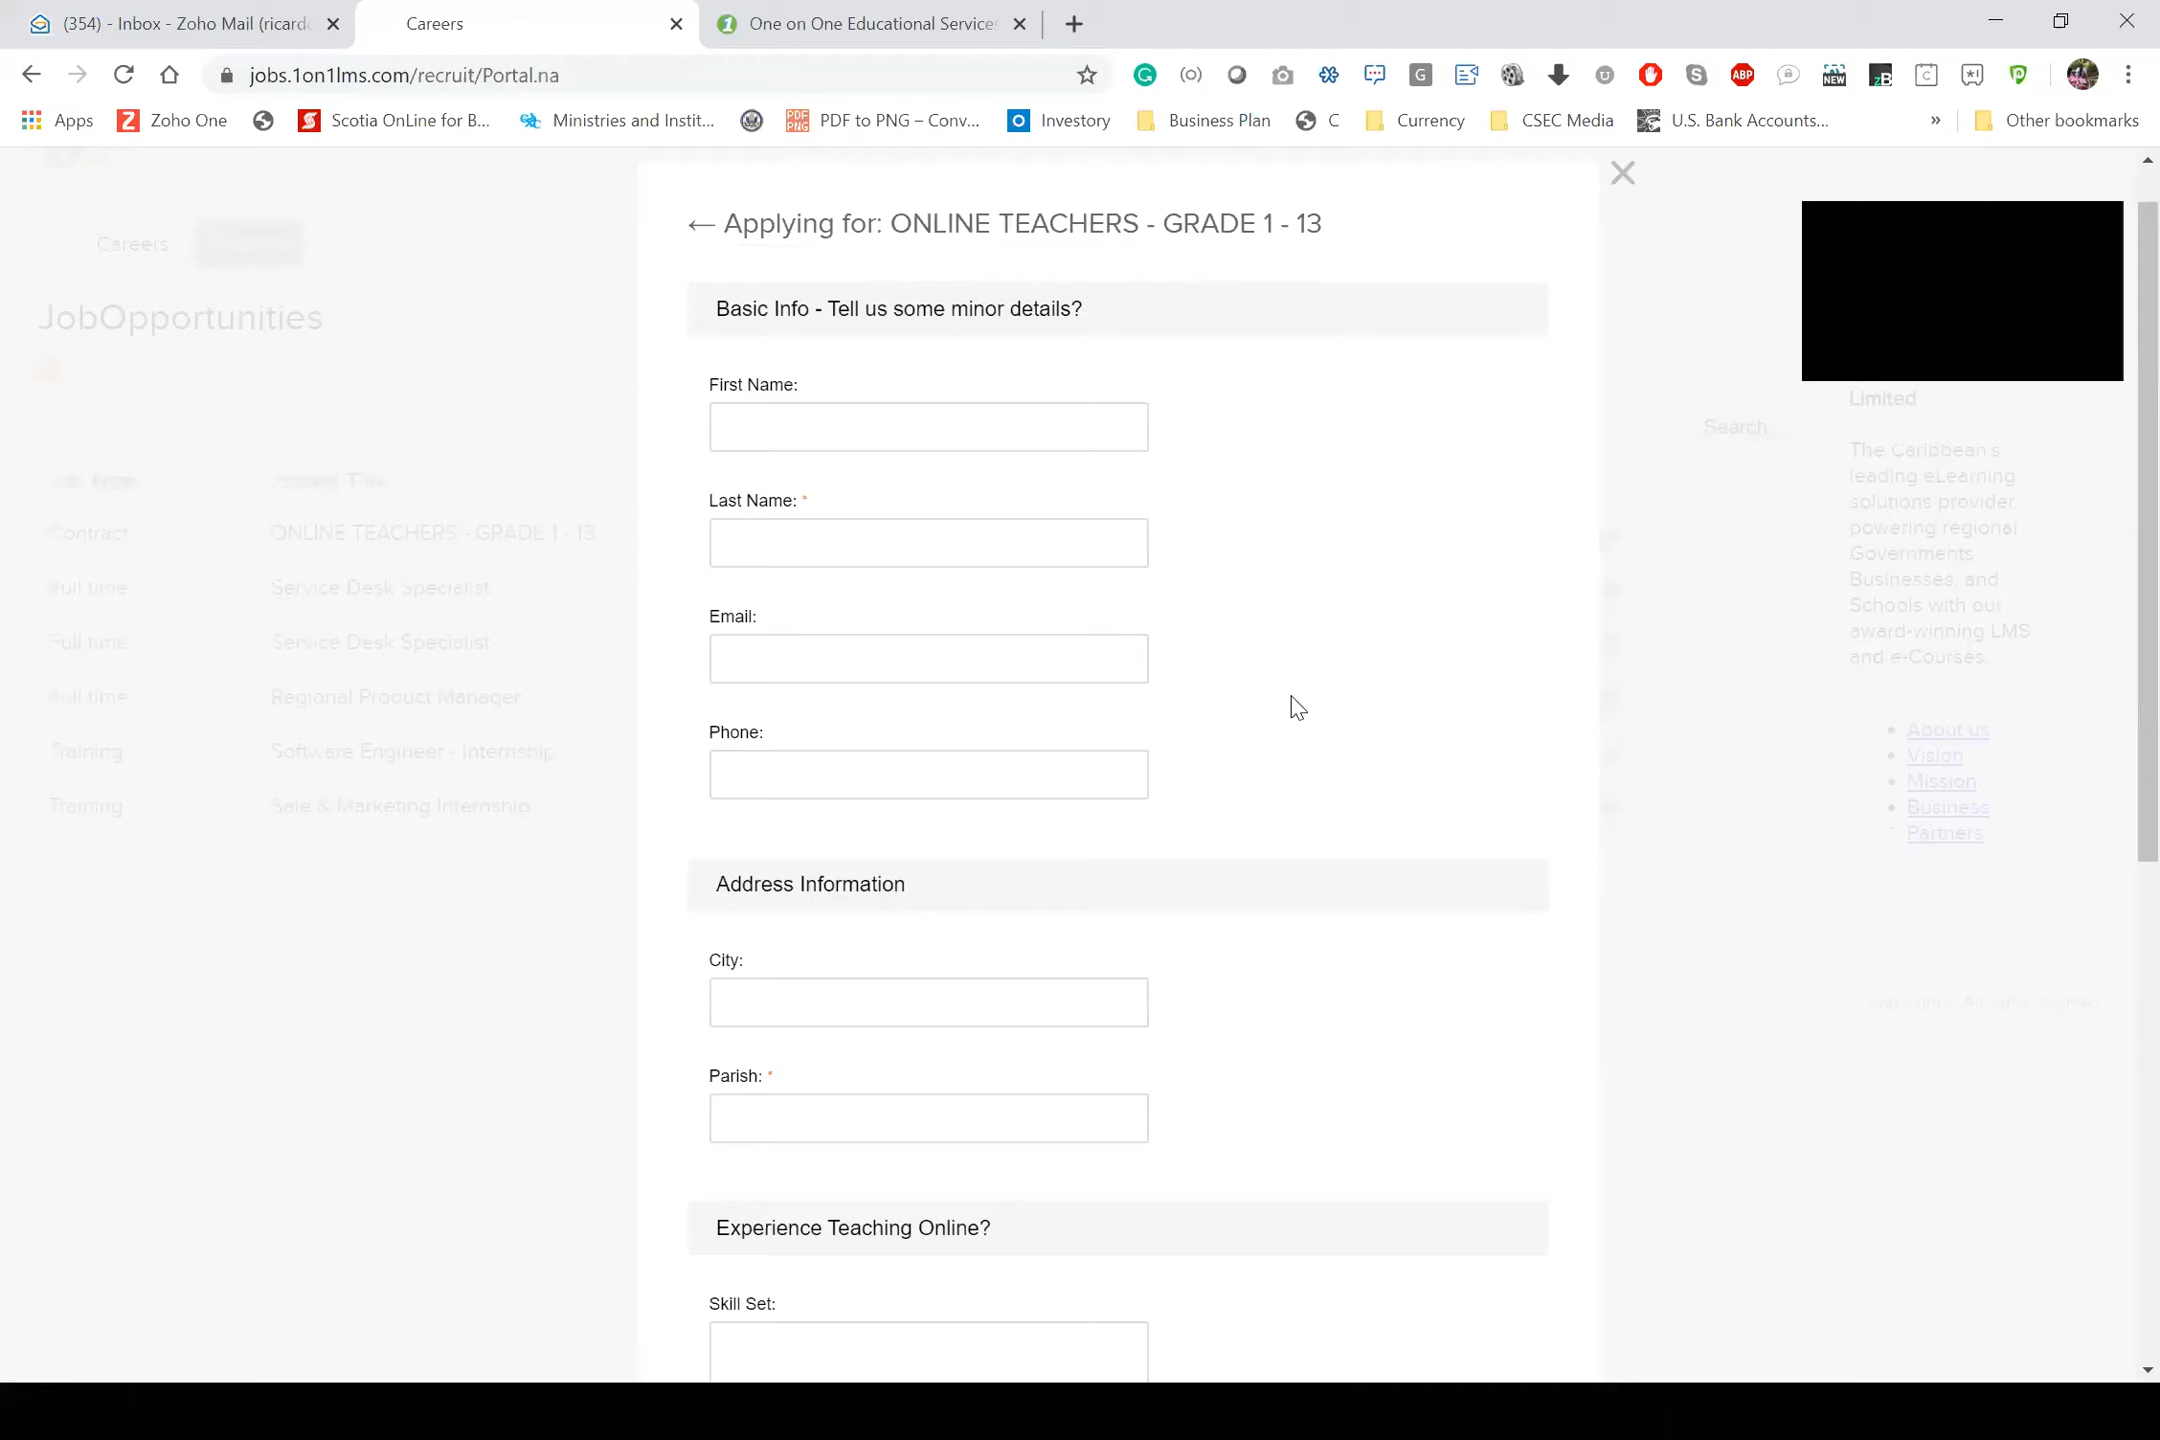 (354) - Inbox - Zoho Mail (ricard
Careers
One on One Educational Service
jobs.1on1lms.com/recruit/Portal.na
Apps
Zoho One
Scotia OnLine for B...
Ministries and Instit...
PDF to PNG – Conv...
Investory
Business Plan
C
Currency
CSEC Media
U.S. Bank Accounts...
»
Other bookmarks
Careers
JobOpportunities
← Applying for: ONLINE TEACHERS - GRADE 1 - 13
Basic Info - Tell us some minor details?
First Name:
Last Name: *
Email:
Phone:
Address Information
City:
Parish: *
Experience Teaching Online?
Skill Set:
Contract ONLINE TEACHERS - GRADE 1 - 13
Full time Service Desk Specialist
Full time Service Desk Specialist
Full time Regional Product Manager
Training Software Engineer - Internship
Training Sale & Marketing Internship
Search
Limited
The Caribbean's
leading eLearning
solutions provider
powering regional
Governments
Businesses, and
Schools with our
award-winning LMS
and e-Courses.
About us
Vision
Mission
Business
Partners